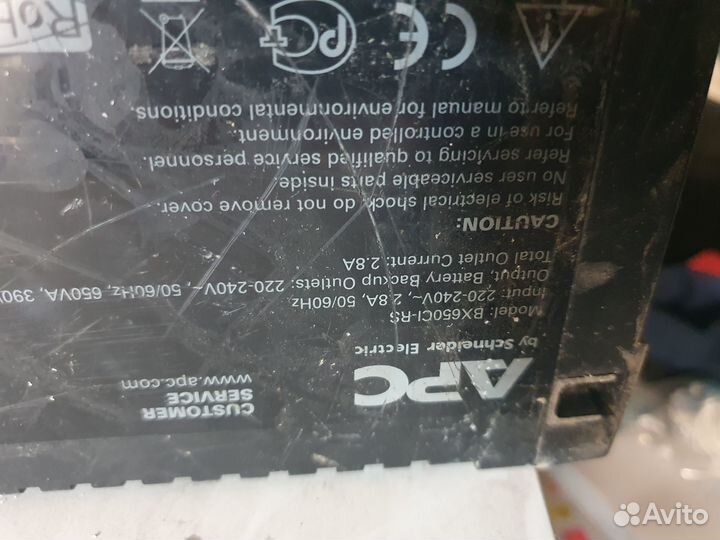 APC
by Schneider Electric
CUSTOMER
SERVICE
www.apc.com
Model: BX650CI-RS
Input: 220-240V~ 2.8A, 50/60Hz
Output, Battery Backup Outlets: 220-240V~, 50/60Hz, 650VA, 390
Total Outlet Current: 2.8A
CAUTION:
Risk of electrical shock, do not remove cover.
No user serviceable parts inside.
Refer servicing to qualified service personnel.
For use in a controlled environment
Refer to manual for environmental conditions.
CE
РСТ
RoH
Avito